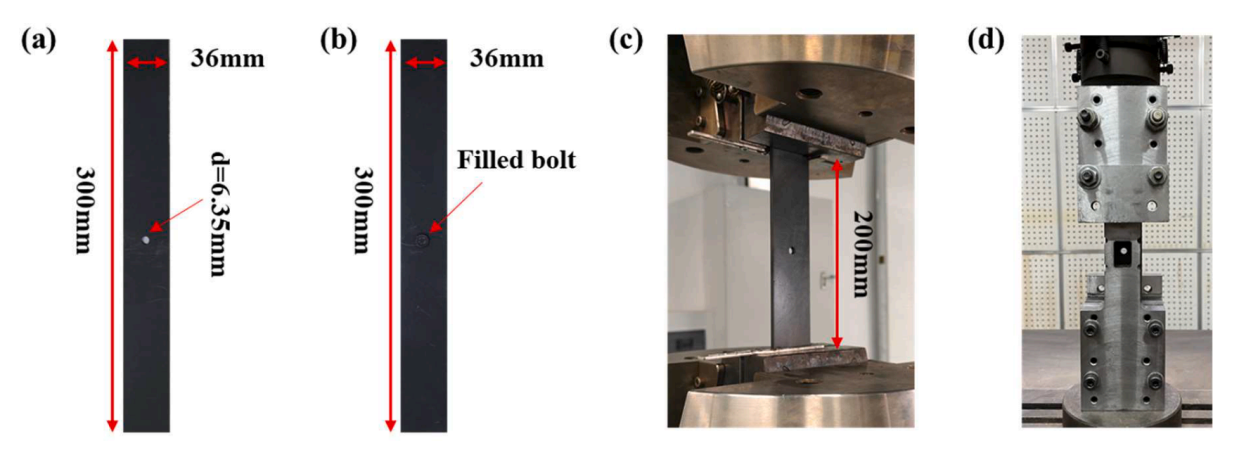 (a)
36mm
300mm
d=6.35mm
(b)
36mm
300mm
Filled bolt
(c)
200mm
(d)